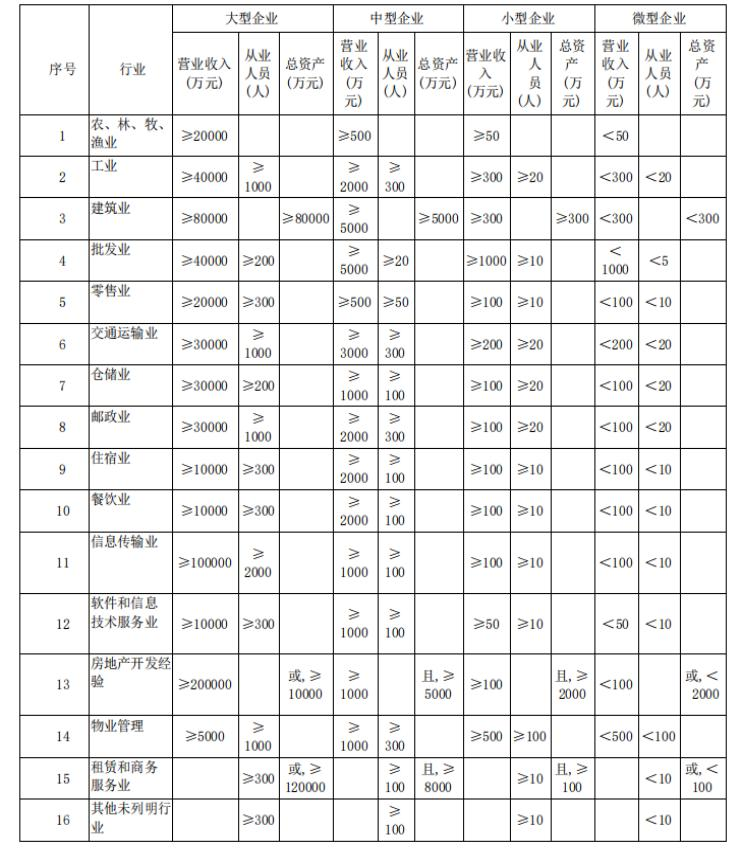 序号 行业 大型企业 中型企业 小型企业 微型企业
营业收入(万元) 从业人员(人) 总资产(万元) 营业收入(万元) 从业人员(人) 总资产(万元) 营业收入(万元) 从业人员(人) 总资产(万元) 营业收入(万元) 从业人员(人) 总资产(万元)
1 农、林、牧、渔业 ≥20000 ≥500 ≥50 <50
2 工业 ≥40000 ≥1000 ≥2000 ≥300 ≥300 ≥20 <300 <20
3 建筑业 ≥80000 ≥80000 ≥5000 ≥5000 ≥300 ≥300 <300 <300
4 批发业 ≥40000 ≥200 ≥5000 ≥20 ≥1000 ≥10 <1000 <5
5 零售业 ≥20000 ≥300 ≥500 ≥50 ≥100 ≥10 <100 <10
6 交通运输业 ≥30000 ≥1000 ≥3000 ≥300 ≥200 ≥20 <200 <20
7 仓储业 ≥30000 ≥200 ≥1000 ≥100 ≥100 ≥20 <100 <20
8 邮政业 ≥30000 ≥1000 ≥2000 ≥300 ≥100 ≥20 <100 <20
9 住宿业 ≥10000 ≥300 ≥2000 ≥100 ≥100 ≥10 <100 <10
10 餐饮业 ≥10000 ≥300 ≥2000 ≥100 ≥100 ≥10 <100 <10
11 信息传输业 ≥100000 ≥2000 ≥1000 ≥100 ≥100 ≥10 <100 <10
12 软件和信息技术服务业 ≥10000 ≥300 ≥1000 ≥100 ≥50 ≥10 <50 <10
13 房地产开发经验 ≥200000 或,≥10000 ≥1000 且,≥5000 ≥100 且,≥2000 <100 或,<2000
14 物业管理 ≥5000 ≥1000 ≥1000 ≥300 ≥500 ≥100 <500 <100
15 租赁和商务服务业 ≥300 或,≥120000 ≥100 且,≥8000 ≥10 且,≥100 <10 或,<100
16 其他未列明行业 ≥300 ≥100 ≥10 <10